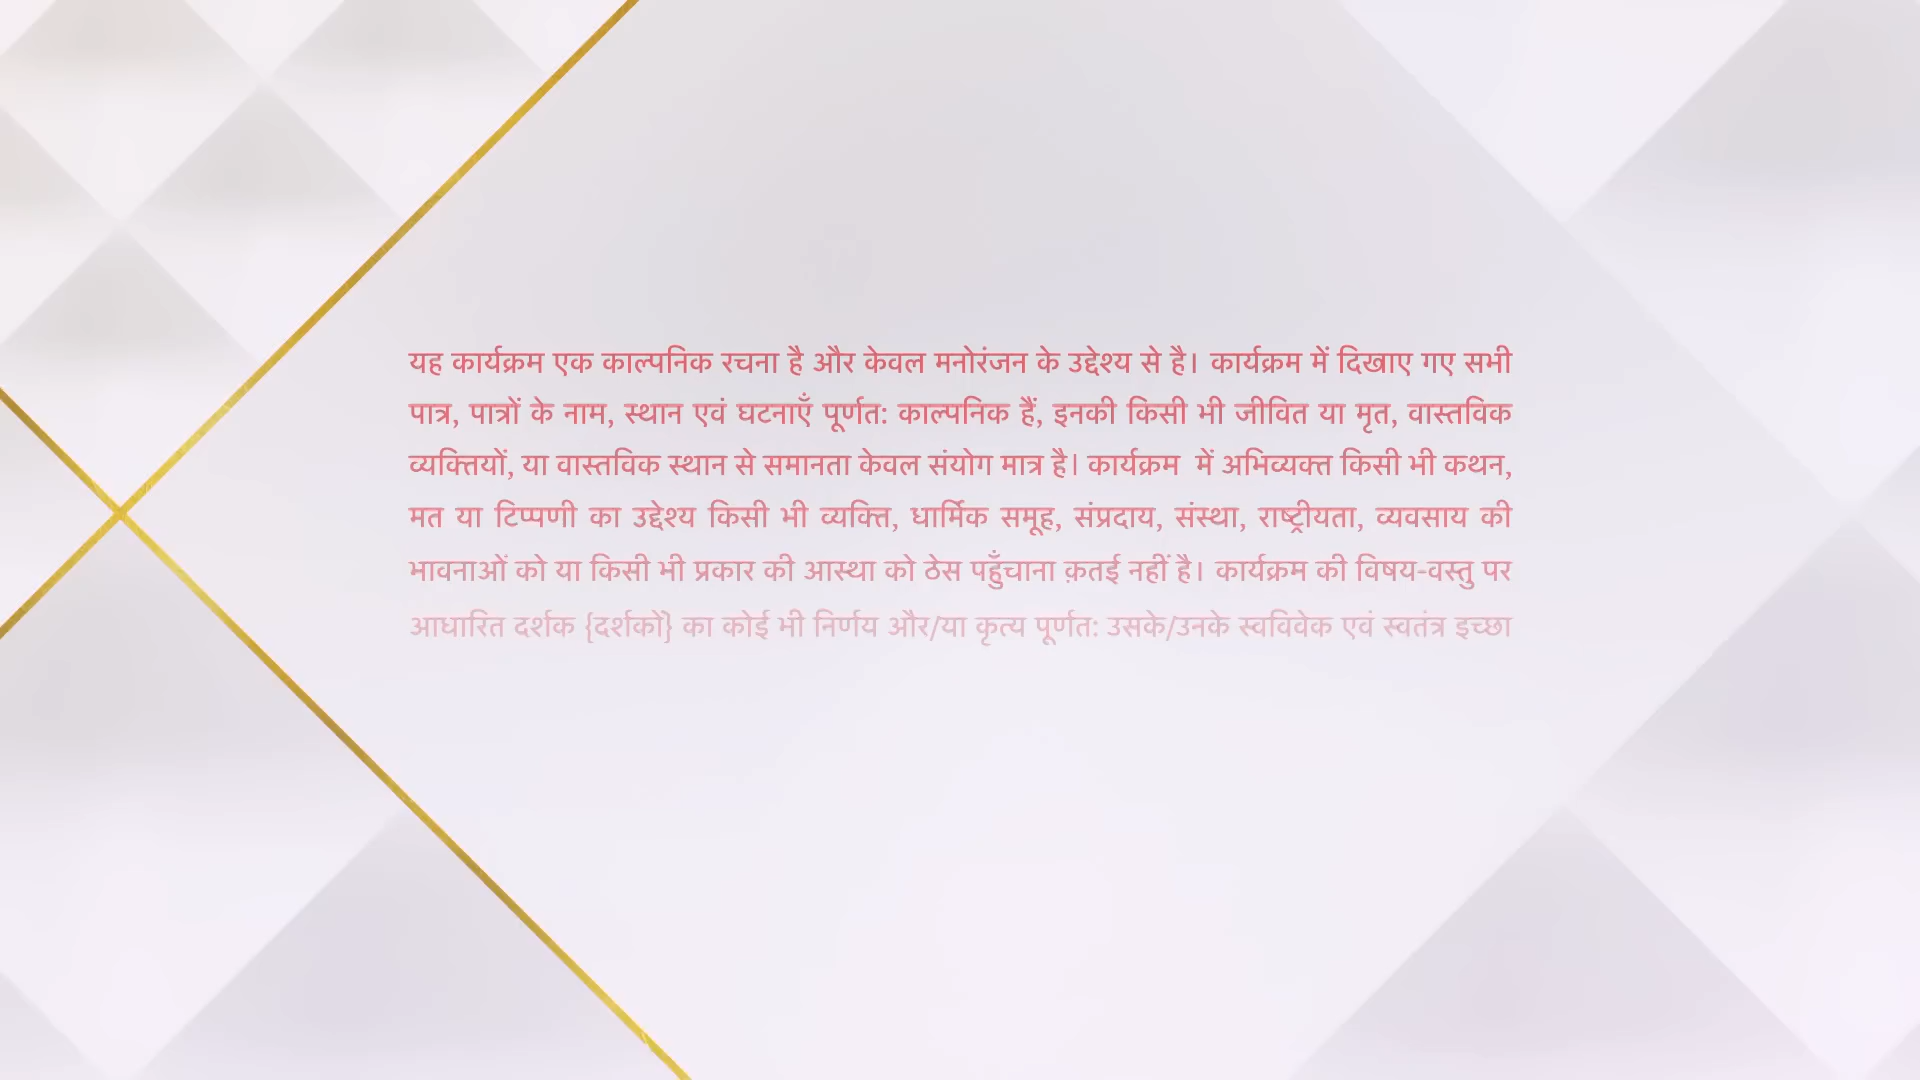 यह कार्यक्रम एक काल्पनिक रचना है और केवल मनोरंजन के उद्देश्य से है। कार्यक्रम में दिखाए गए सभी
पात्र, पात्रों के नाम, स्थान एवं घटनाएँ पूर्णत: काल्पनिक हैं, इनकी किसी भी जीवित या मृत, वास्तविक
व्यक्तियों, या वास्तविक स्थान से समानता केवल संयोग मात्र है। कार्यक्रम में अभिव्यक्त किसी भी कथन,
मत या टिप्पणी का उद्देश्य किसी भी व्यक्ति, धार्मिक समूह, संप्रदाय, संस्था, राष्ट्रीयता, व्यवसाय की
भावनाओं को या किसी भी प्रकार की आस्था को ठेस पहुँचाना क़तई नहीं है। कार्यक्रम की विषय-वस्तु पर
आधारित दर्शक {दर्शकों} का कोई भी निर्णय और/या कृत्य पूर्णत: उसके/उनके स्वविवेक एवं स्वतंत्र इच्छा